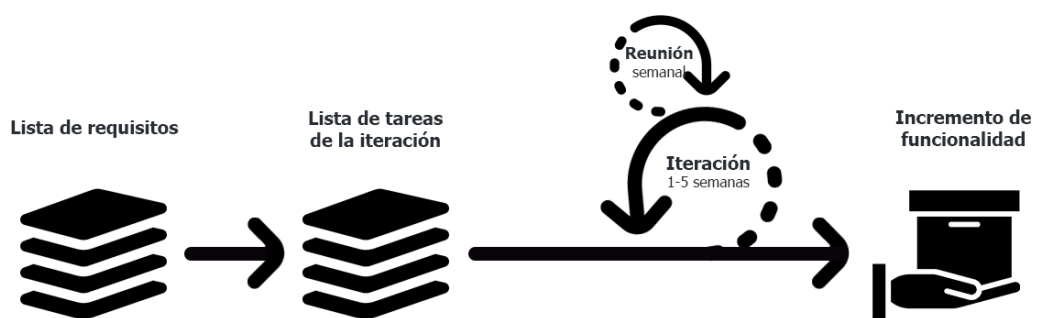 Lista de requisitos
Lista de tareas
de la iteración
Reunión
semanal
Iteración
1-5 semanas
Incremento de
funcionalidad